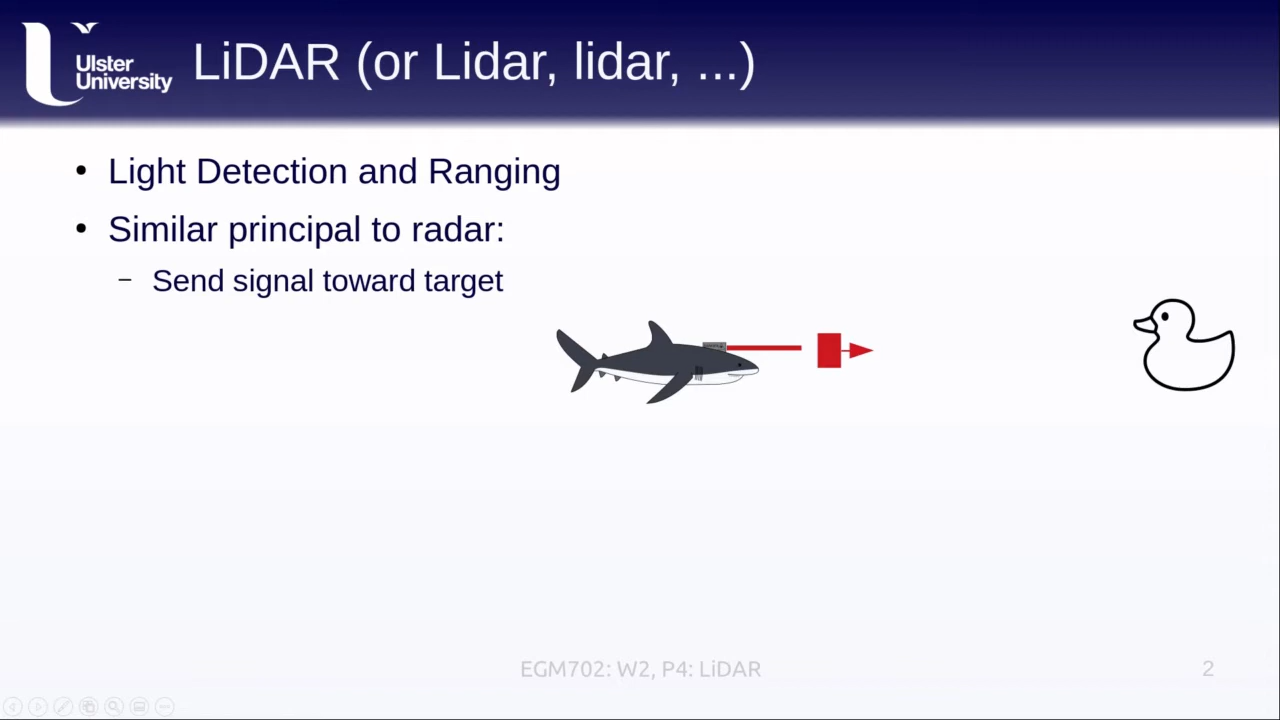 Ulster
University
LiDAR (or Lidar, lidar, ...)
• Light Detection and Ranging
• Similar principal to radar:
– Send signal toward target
EGM702: W2, P4: LiDAR
2